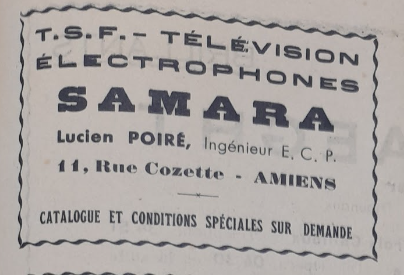 T.S.F. - TÉLÉVISION
ÉLECTROPHONES
SAMARA
Lucien POIRÉ, Ingénieur E. C. P.
11, Rue Cozette - AMIENS
CATALOGUE ET CONDITIONS SPÉCIALES SUR DEMANDE